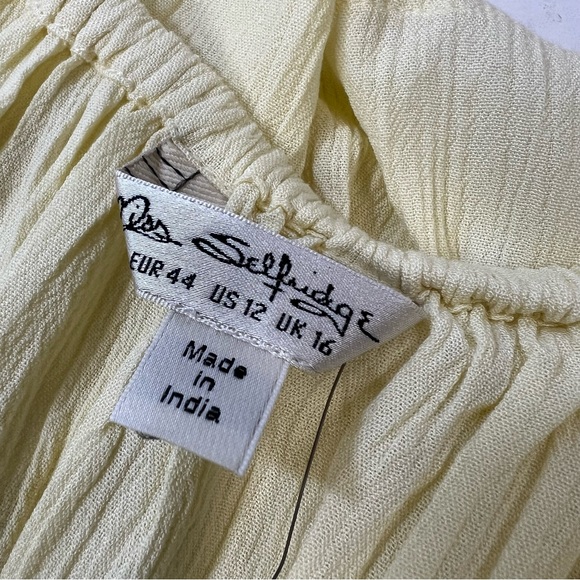 Miss Selfridge
EUR 44 US 12 UK 16
Made
in
India